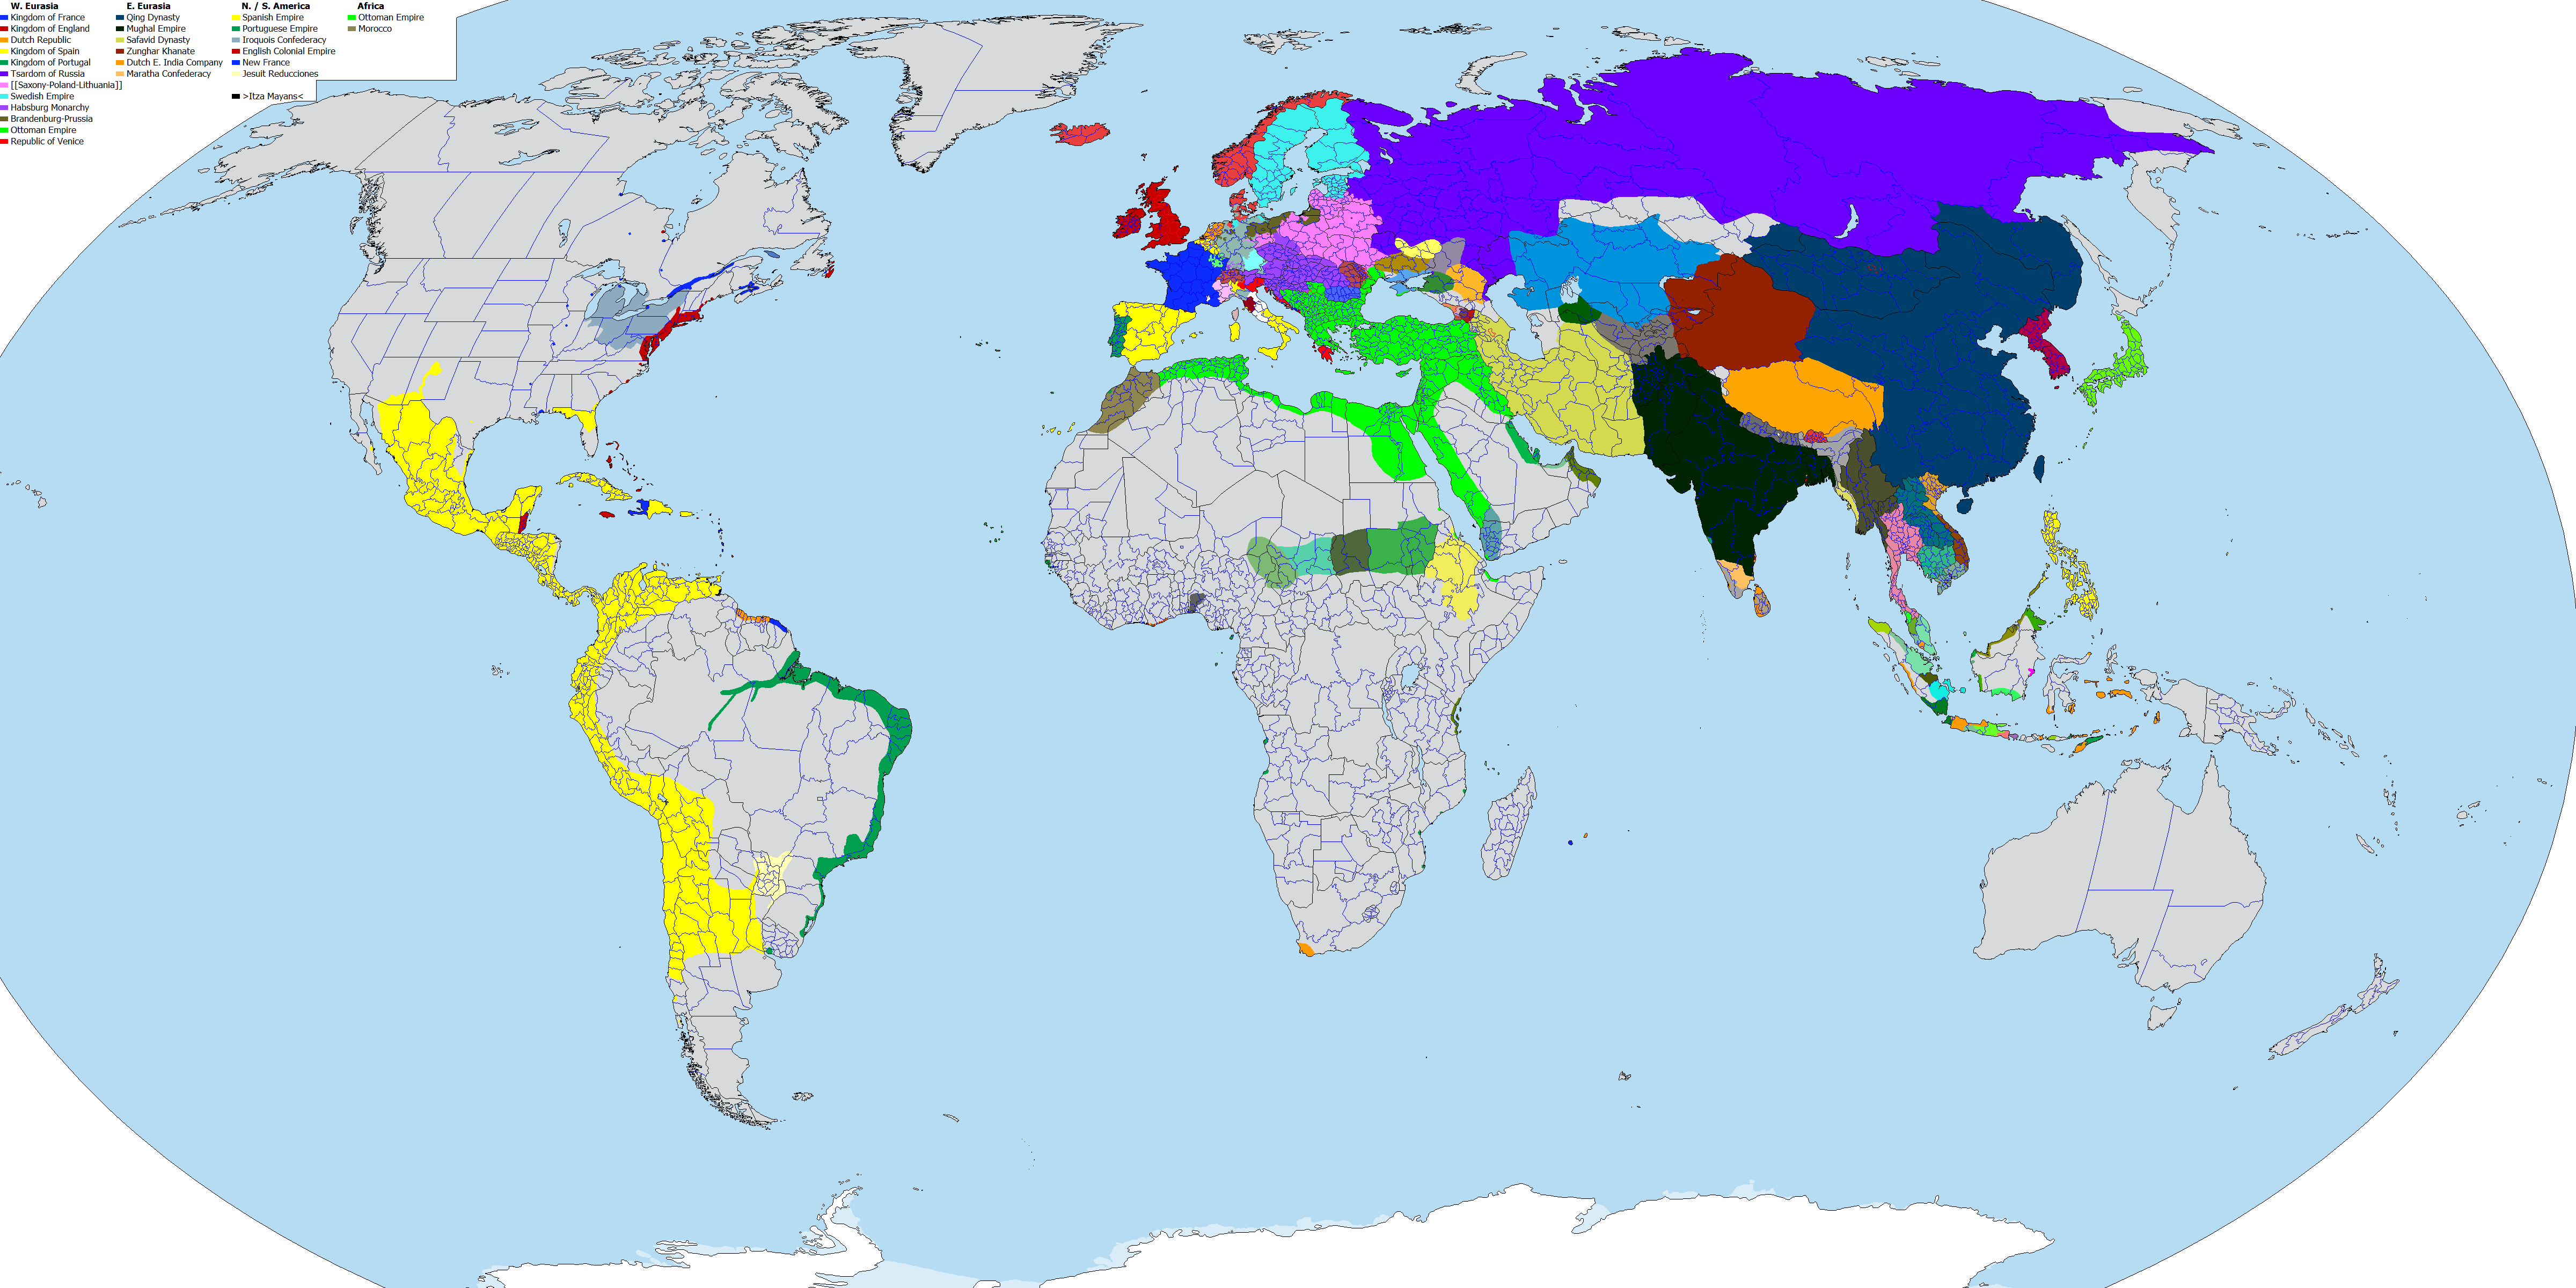 W. Eurasia
Kingdom of France
Kingdom of England
Dutch Republic
Kingdom of Spain
Kingdom of Portugal
Tsardom of Russia
[[Saxony-Poland-Lithuania]]
Swedish Empire
Habsburg Monarchy
Brandenburg-Prussia
Ottoman Empire
Republic of Venice
E. Eurasia
Qing Dynasty
Mughal Empire
Safavid Dynasty
Zunghar Khanate
Dutch E. India Company
Maratha Confederacy
N. / S. America
Spanish Empire
Portuguese Empire
Iroquois Confederacy
English Colonial Empire
New France
Jesuit Reducciones
>Itza Mayans<
Africa
Ottoman Empire
Morocco